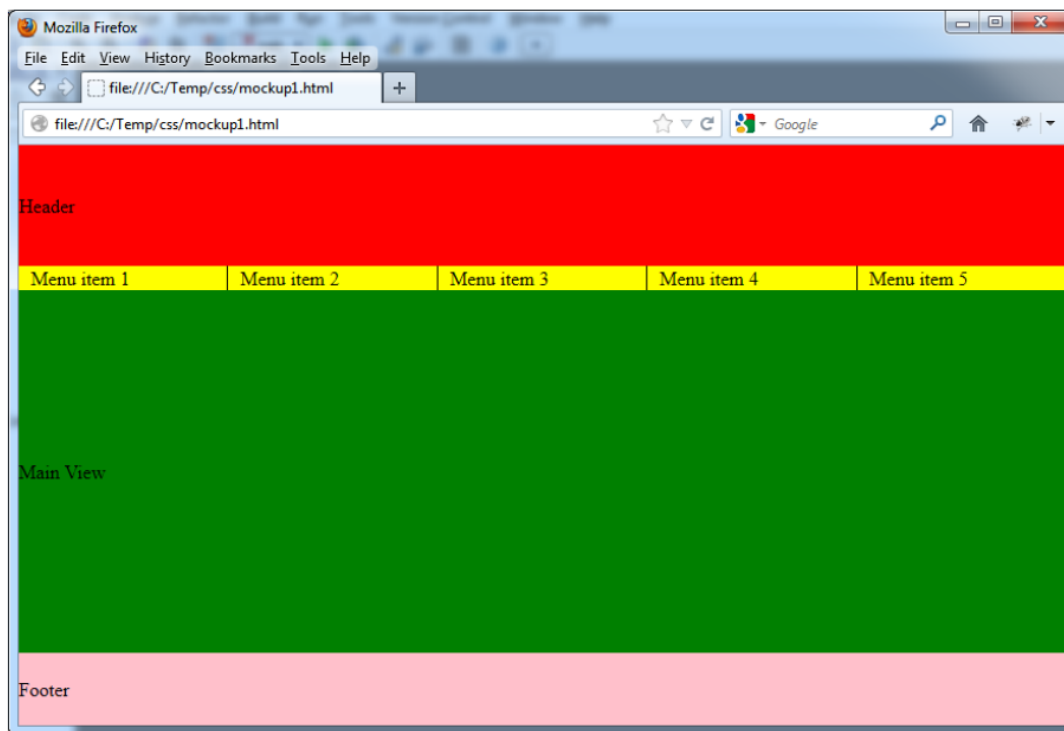 Mozilla Firefox
File Edit View History Bookmarks Tools Help
file:///C:/Temp/css/mockup1.html
file:///C:/Temp/css/mockup1.html Google
Header
Menu item 1 Menu item 2 Menu item 3 Menu item 4 Menu item 5
Main View
Footer